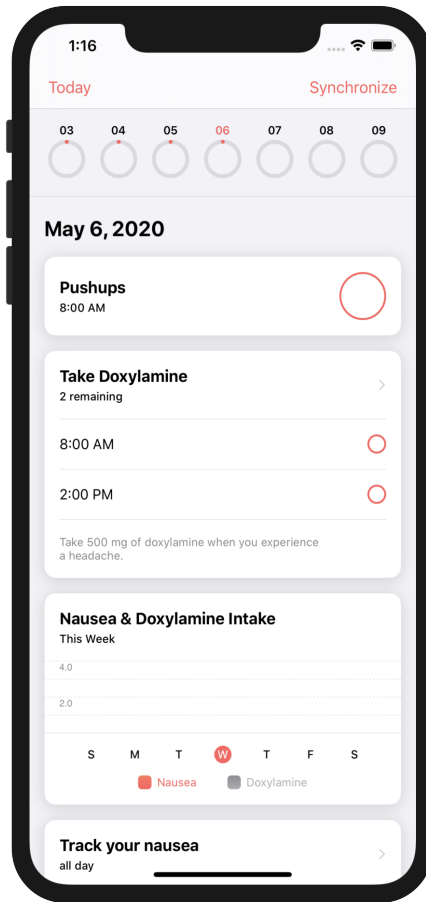 1:16
Today Synchronize
03 04 05 06 07 08 09
May 6, 2020
Pushups
8:00 AM
Take Doxylamine
2 remaining
8:00 AM
2:00 PM
Take 500 mg of doxylamine when you experience
a headache.
Nausea & Doxylamine Intake
This Week
4.0
2.0
S M T W T F S
Nausea Doxylamine
Track your nausea
all day